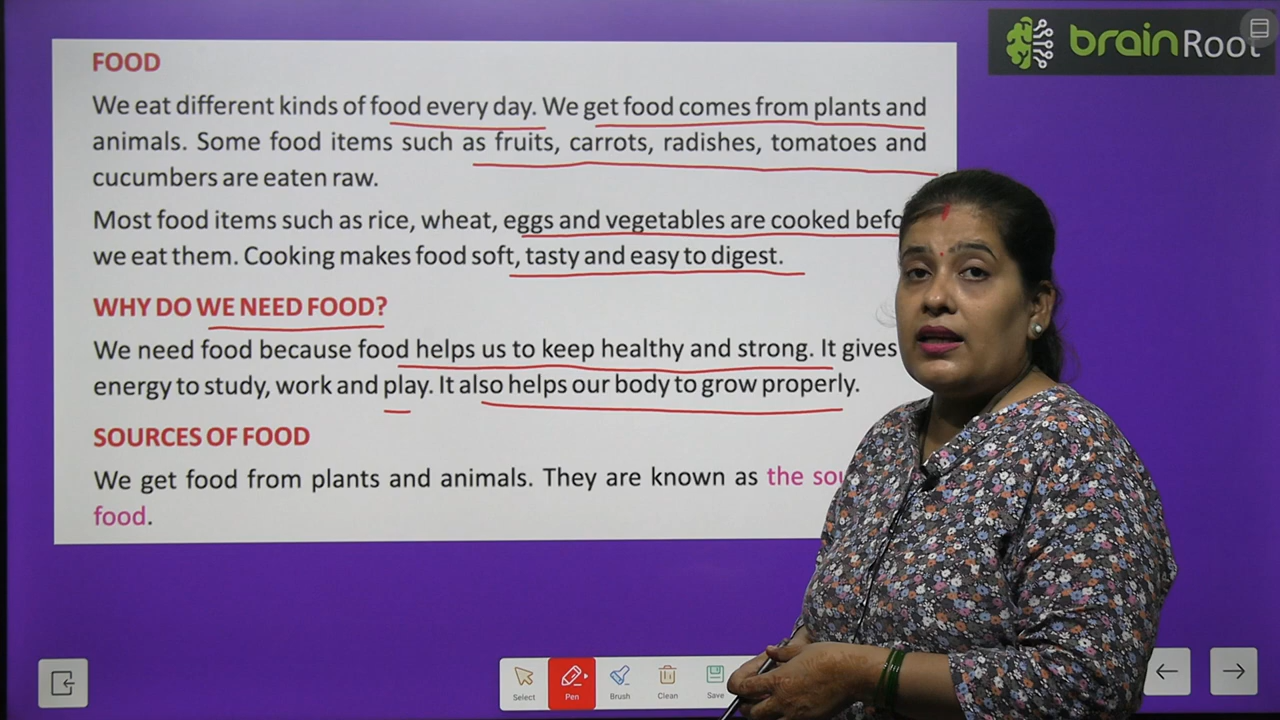 brainRoot
FOOD
We eat different kinds of food every day. We get food comes from plants and
animals. Some food items such as fruits, carrots, radishes, tomatoes and
cucumbers are eaten raw.
Most food items such as rice, wheat, eggs and vegetables are cooked
we eat them. Cooking makes food soft, tasty and easy to digest.
WHY DO WE NEED FOOD?
We need food because food helps us to keep healthy and strong. It gives
energy to study, work and play. It also helps our body to grow properly.
SOURCES OF FOOD
We get food from plants and animals. They are known as the
food.
Select Pen Brush Clean Save